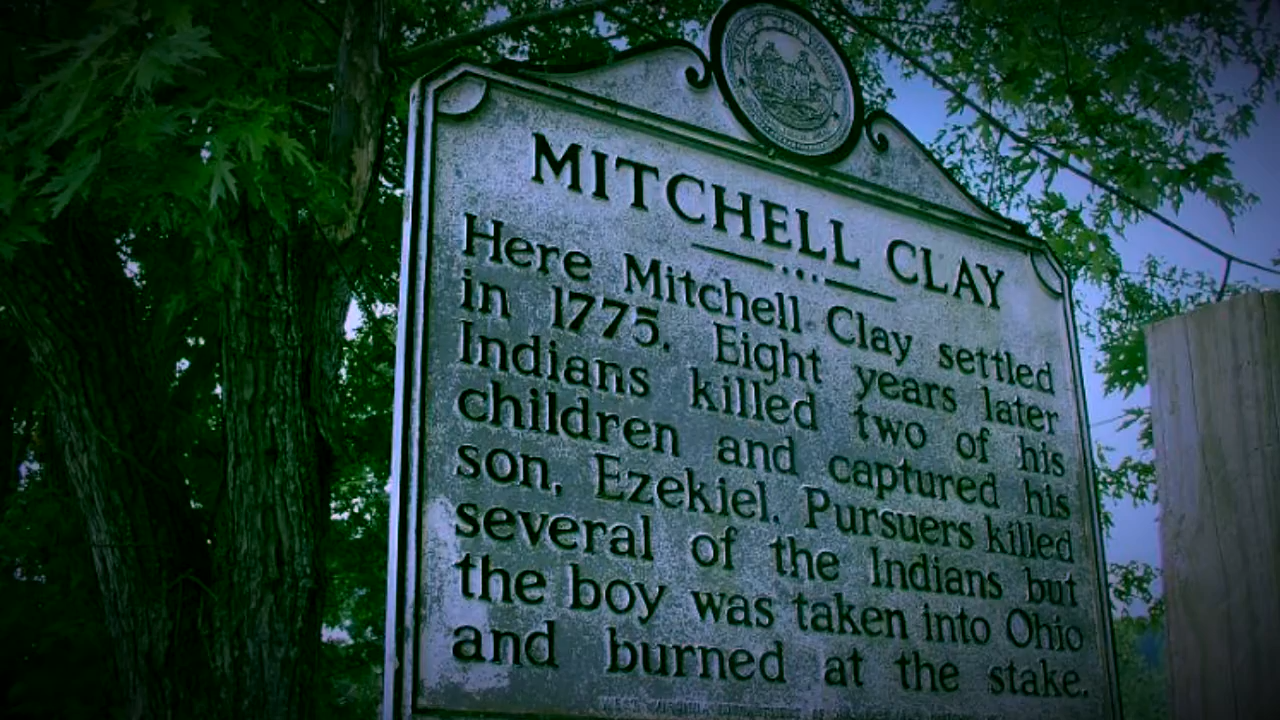 MITCHELL CLAY
Here Mitchell Clay settled
in 1775. Eight years later
Indians killed two of his
children and captured his
son, Ezekiel. Pursuers killed
several of the Indians but
the boy was taken into Ohio
and burned at the stake.